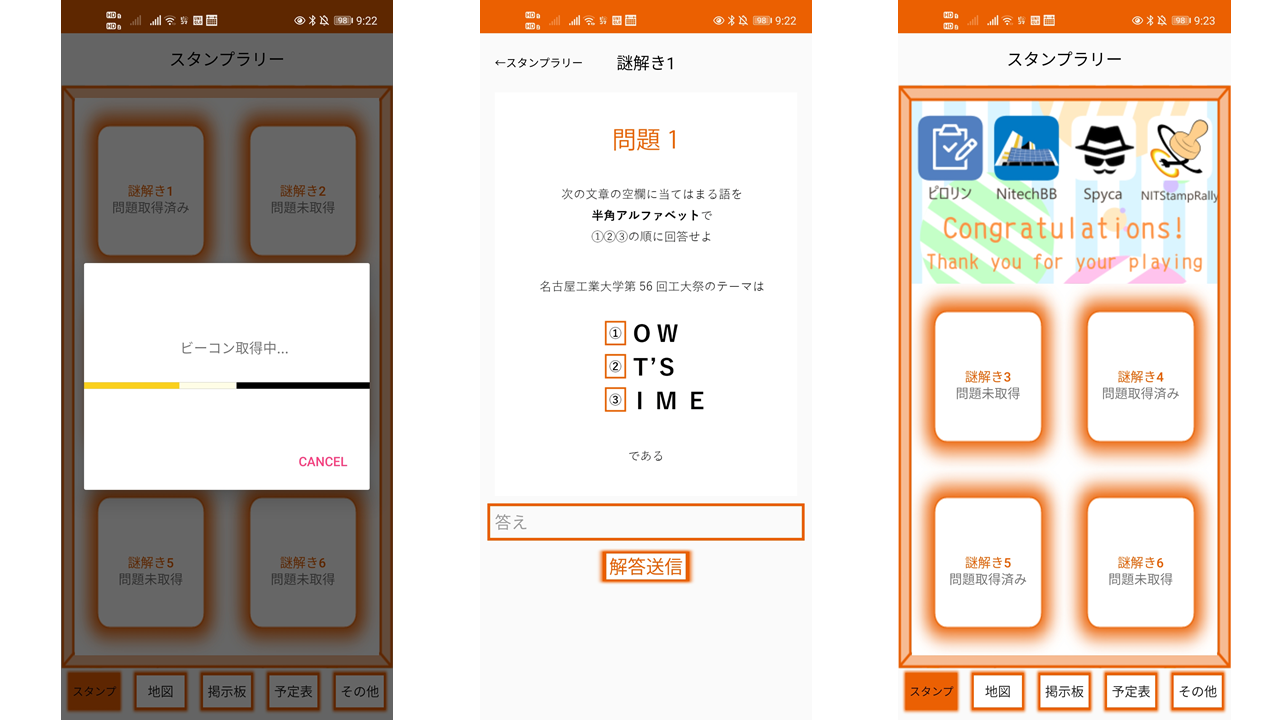 98 9:22
スタンプラリー
謎解き1
問題取得済み
謎解き2
問題未取得
ビーコン取得中...
CANCEL
謎解き5
問題未取得
謎解き6
問題未取得
スタンプ
地図
掲示板
予定表
その他
98 9:22
←スタンプラリー
謎解き1
問題 1
次の文章の空欄に当てはまる語を
半角アルファベットで
①②③の順に回答せよ
名古屋工業大学第 56 回工大祭のテーマは
① O W
② T’S
③ I M E
である
答え
解答送信
98 9:23
スタンプラリー
ピロリン
NitechBB
Spyca
NITStampRally
Congratulations!
Thank you for your playing
謎解き3
問題未取得
謎解き4
問題取得済み
謎解き5
問題取得済み
謎解き6
問題未取得
スタンプ
地図
掲示板
予定表
その他